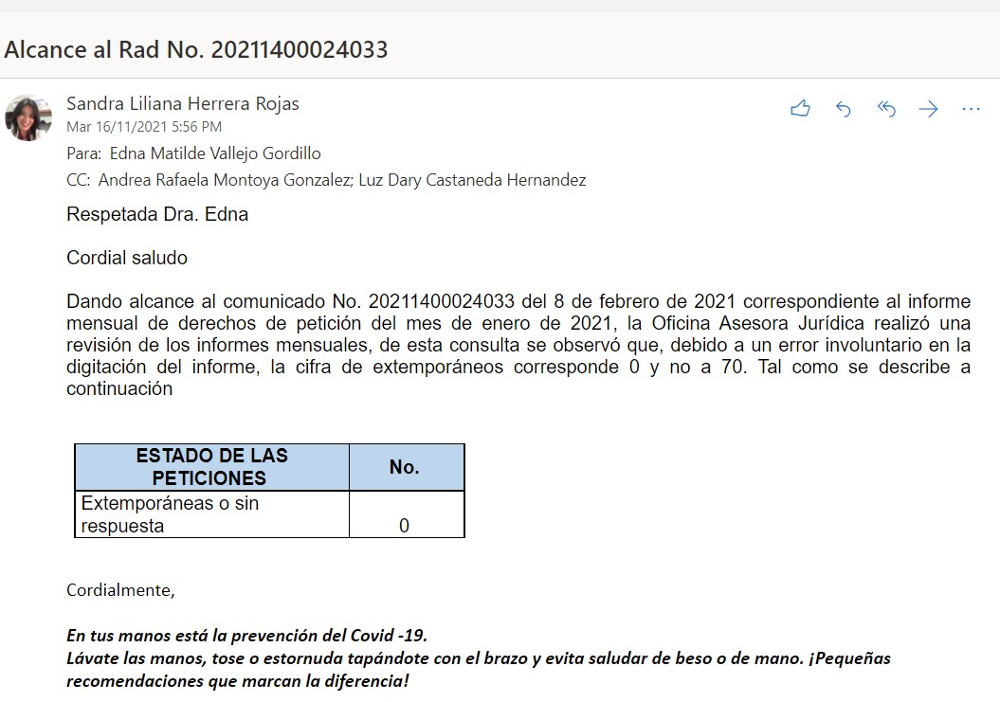 Alcance al Rad No. 20211400024033
Sandra Liliana Herrera Rojas
Mar 16/11/2021 5:56 PM
Para: Edna Matilde Vallejo Gordillo
CC: Andrea Rafaela Montoya Gonzalez; Luz Dary Castaneda Hernandez
Respetada Dra. Edna
Cordial saludo
Dando alcance al comunicado No. 20211400024033 del 8 de febrero de 2021 correspondiente al informe
mensual de derechos de petición del mes de enero de 2021, la Oficina Asesora Jurídica realizó una
revisión de los informes mensuales, de esta consulta se observó que, debido a un error involuntario en la
digitación del informe, la cifra de extemporáneos corresponde 0 y no a 70. Tal como se describe a
continuación
ESTADO DE LAS
PETICIONES
No.
Extemporáneas o sin
respuesta
0
Cordialmente,
En tus manos está la prevención del Covid -19.
Lávate las manos, tose o estornuda tapándote con el brazo y evita saludar de beso o de mano. ¡Pequeñas
recomendaciones que marcan la diferencia!